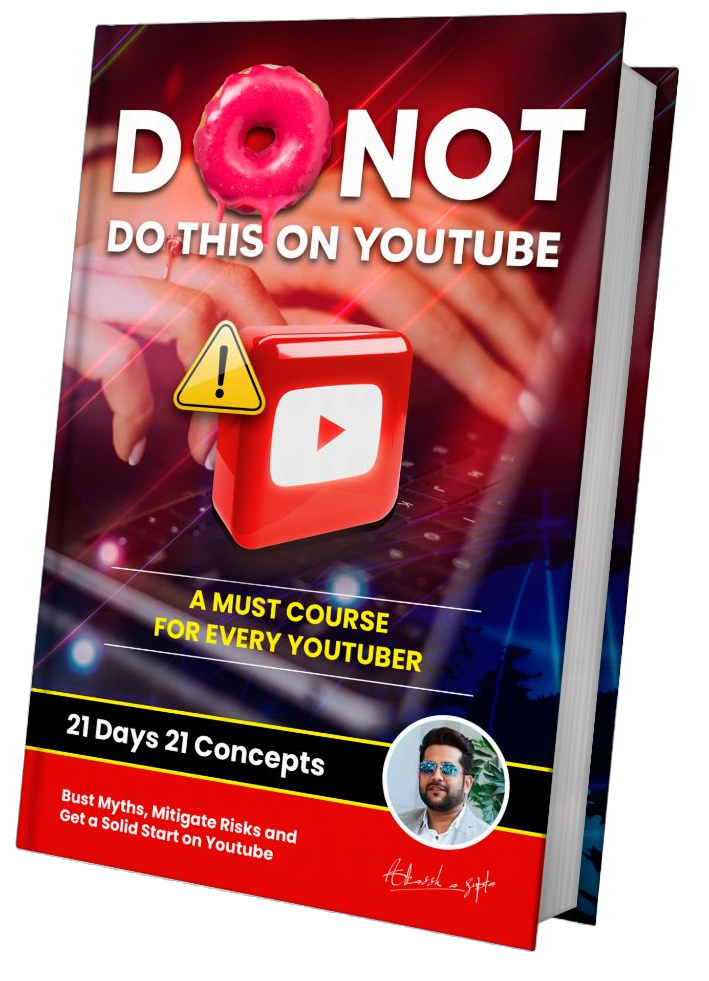 DO NOT
DO THIS ON YOUTUBE
A MUST COURSE
FOR EVERY YOUTUBER
21 Days 21 Concepts
Bust Myths, Mitigate Risks and
Get a Solid Start on Youtube